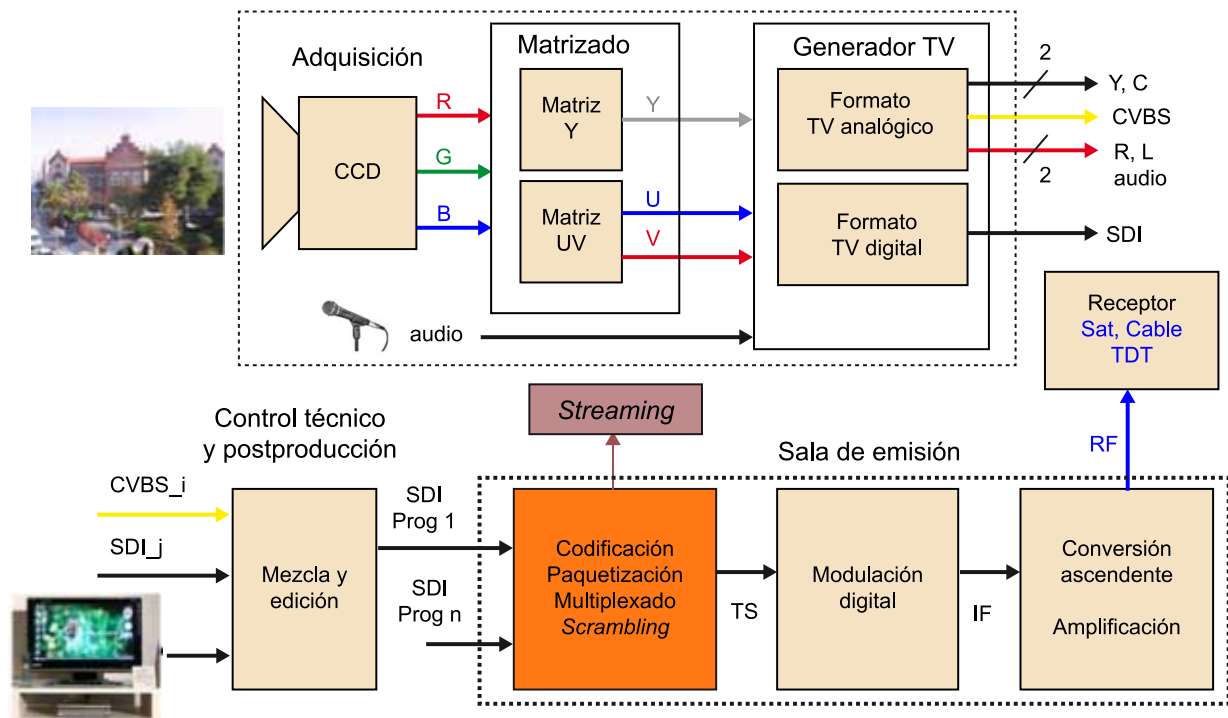 Adquisición
Matrizado
Generador TV
CCD
R
G
B
Matriz
Y
Matriz
UV
Y
U
V
audio
Formato
TV analógico
Formato
TV digital
2
Y, C
CVBS
R, L
2
audio
SDI
Receptor
Sat, Cable
TDT
RF
Streaming
Control técnico
y postproducción
Sala de emisión
CVBS_i
SDI_j
Mezcla y
edición
SDI
Prog 1
SDI
Prog n
Codificación
Paquetización
Multiplexado
Scrambling
TS
Modulación
digital
IF
Conversión
ascendente
Amplificación